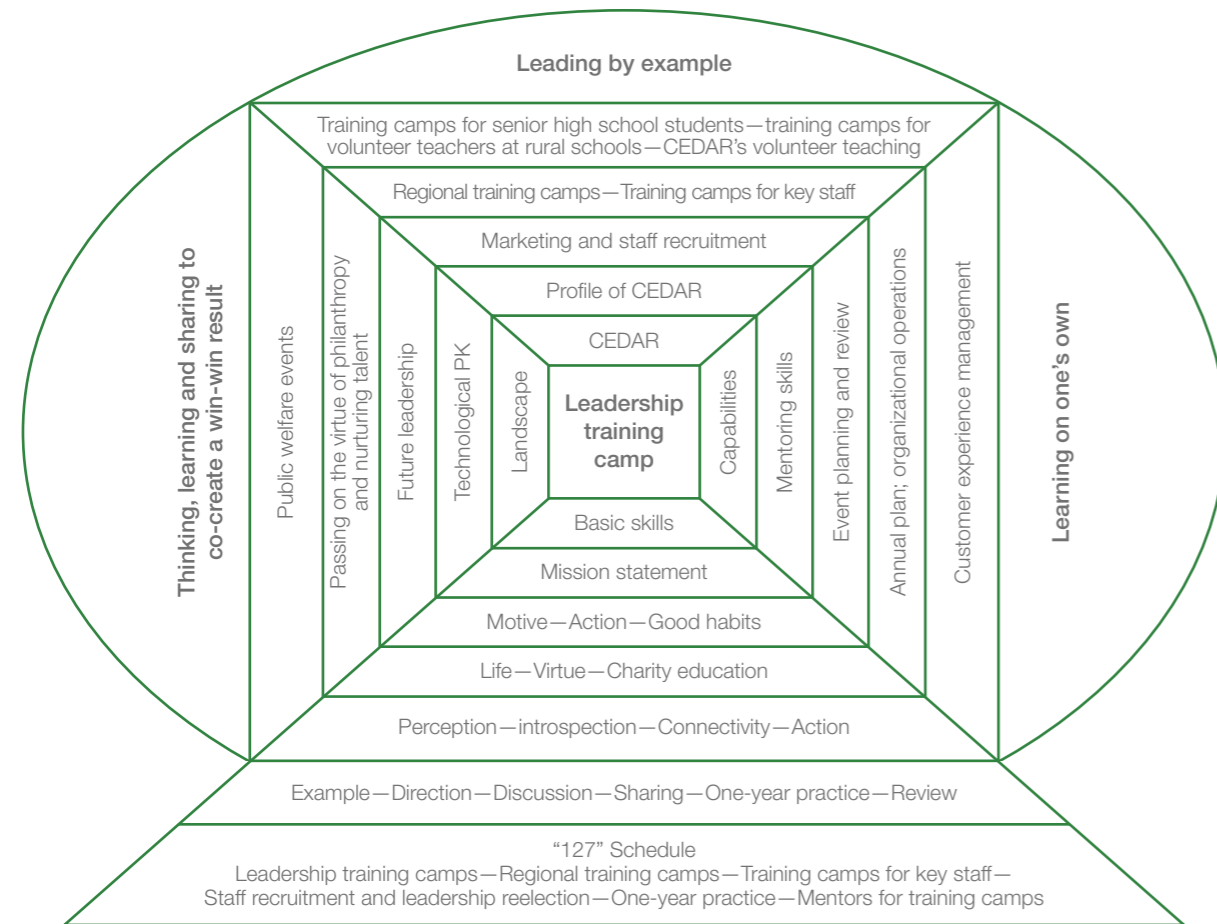 Leading by example
Training camps for senior high school students—training camps for
volunteer teachers at rural schools—CEDAR's volunteer teaching
Regional training camps—Training camps for key staff
Marketing and staff recruitment
Profile of CEDAR
CEDAR
Thinking, learning and sharing to
co-create a win-win result
Public welfare events
Passing on the virtue of philanthropy
and nurturing talent
Future leadership
Technological PK
Landscape
Leadership
training
camp
Capabilities
Mentoring skills
Event planning and review
Annual plan; organizational operations
Customer experience management
Learning on one's own
Basic skills
Mission statement
Motive—Action—Good habits
Life—Virtue—Charity education
Perception—introspection—Connectivity—Action
Example—Direction—Discussion—Sharing—One-year practice—Review
“127” Schedule
Leadership training camps—Regional training camps—Training camps for key staff—
Staff recruitment and leadership reelection—One-year practice—Mentors for training camps